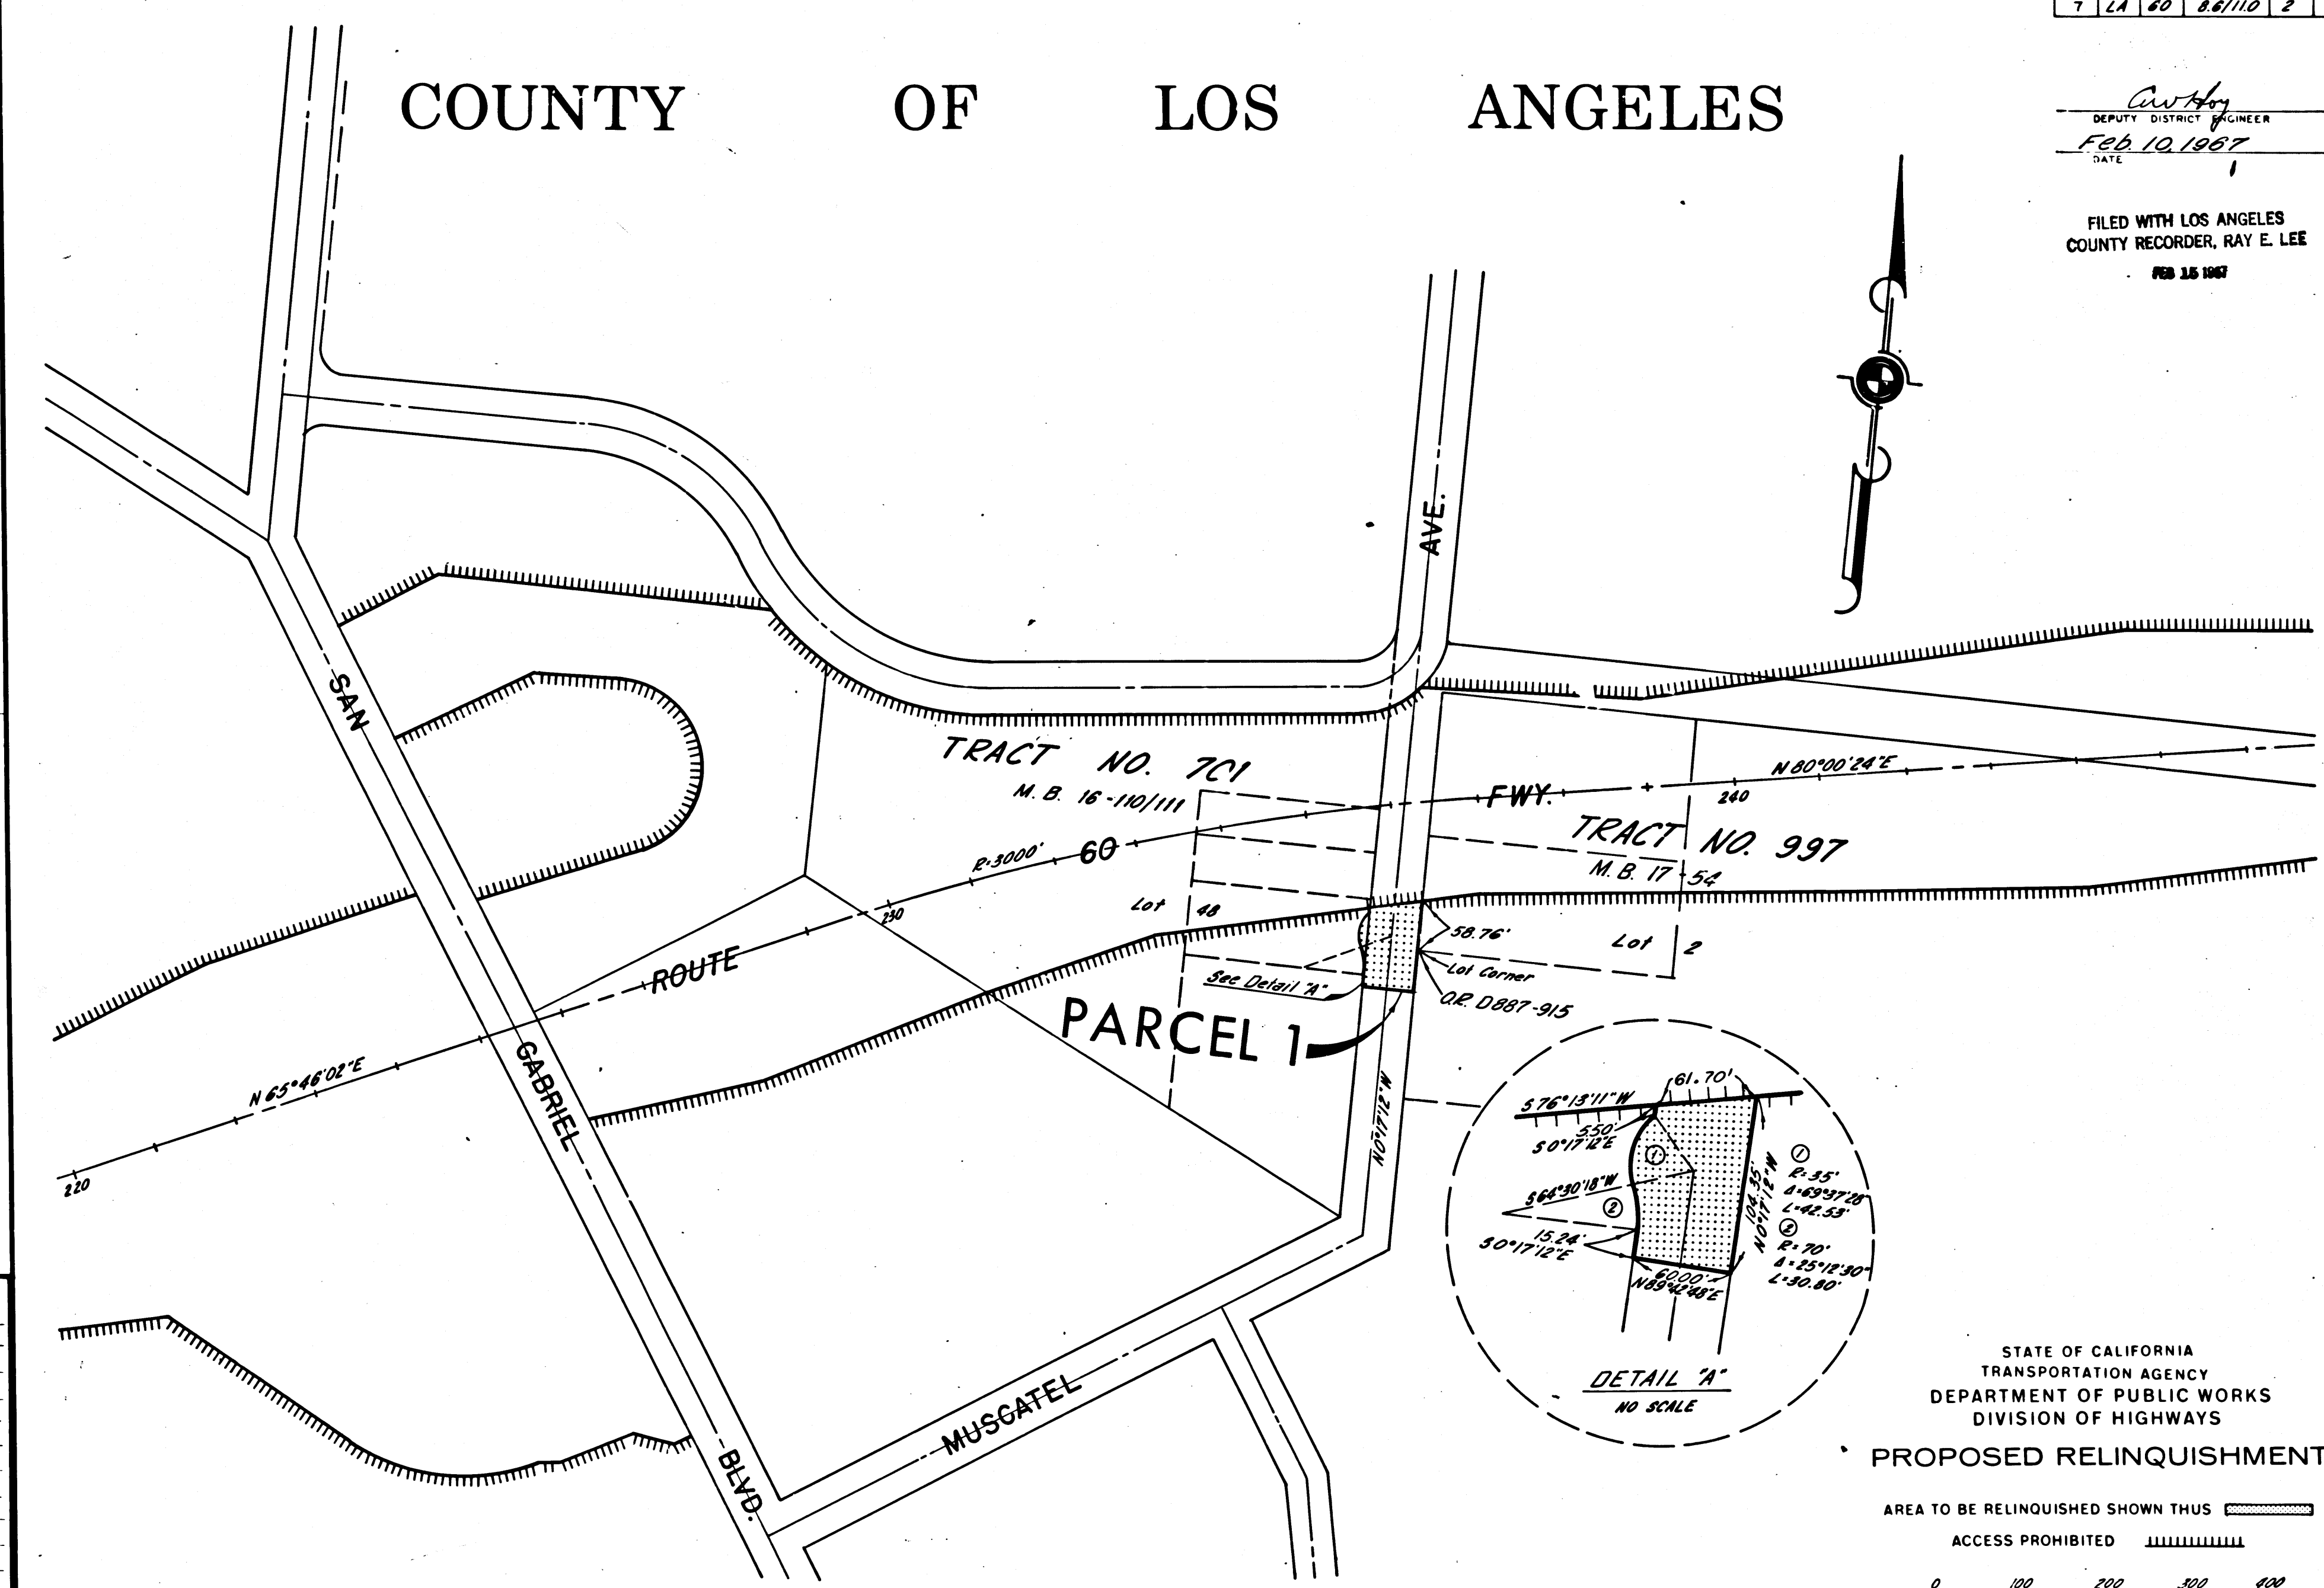 7 LA 60 8.6/11.0 2
COUNTY OF LOS ANGELES
DEPUTY DISTRICT ENGINEER
Feb. 10, 1967
DATE
FILED WITH LOS ANGELES
COUNTY RECORDER, RAY E. LEE
FEB 15 1967
AVE.
SAN
TRACT NO. 701
M. B. 16-110/111
N 80°00'24"E
FWY.
240
TRACT NO. 997
M. B. 17-54
R=3000'
60
Lot 48
230
58.76'
Lot 2
Lot Corner
ROUTE
See Detail "A"
O.R. D887-915
PARCEL 1
N 65°46'02"E
GABRIEL
220
N0°17'12"W
61.70'
S 76°13'11" W
5.50'
S 0°17'12"E
1
S 64°30'18"W
2
15.24'
S 0°17'12"E
60.00'
N 89°42'48"E
104.35'
N0°17'12"W
1
R=35'
Δ=69°37'28"
L=42.53'
2
R=70'
Δ=25°12'30"
L=30.80'
DETAIL "A"
NO SCALE
MUSCATEL
BLVD.
STATE OF CALIFORNIA
TRANSPORTATION AGENCY
DEPARTMENT OF PUBLIC WORKS
DIVISION OF HIGHWAYS
PROPOSED RELINQUISHMENT
AREA TO BE RELINQUISHED SHOWN THUS
ACCESS PROHIBITED
0 100 200 300 400